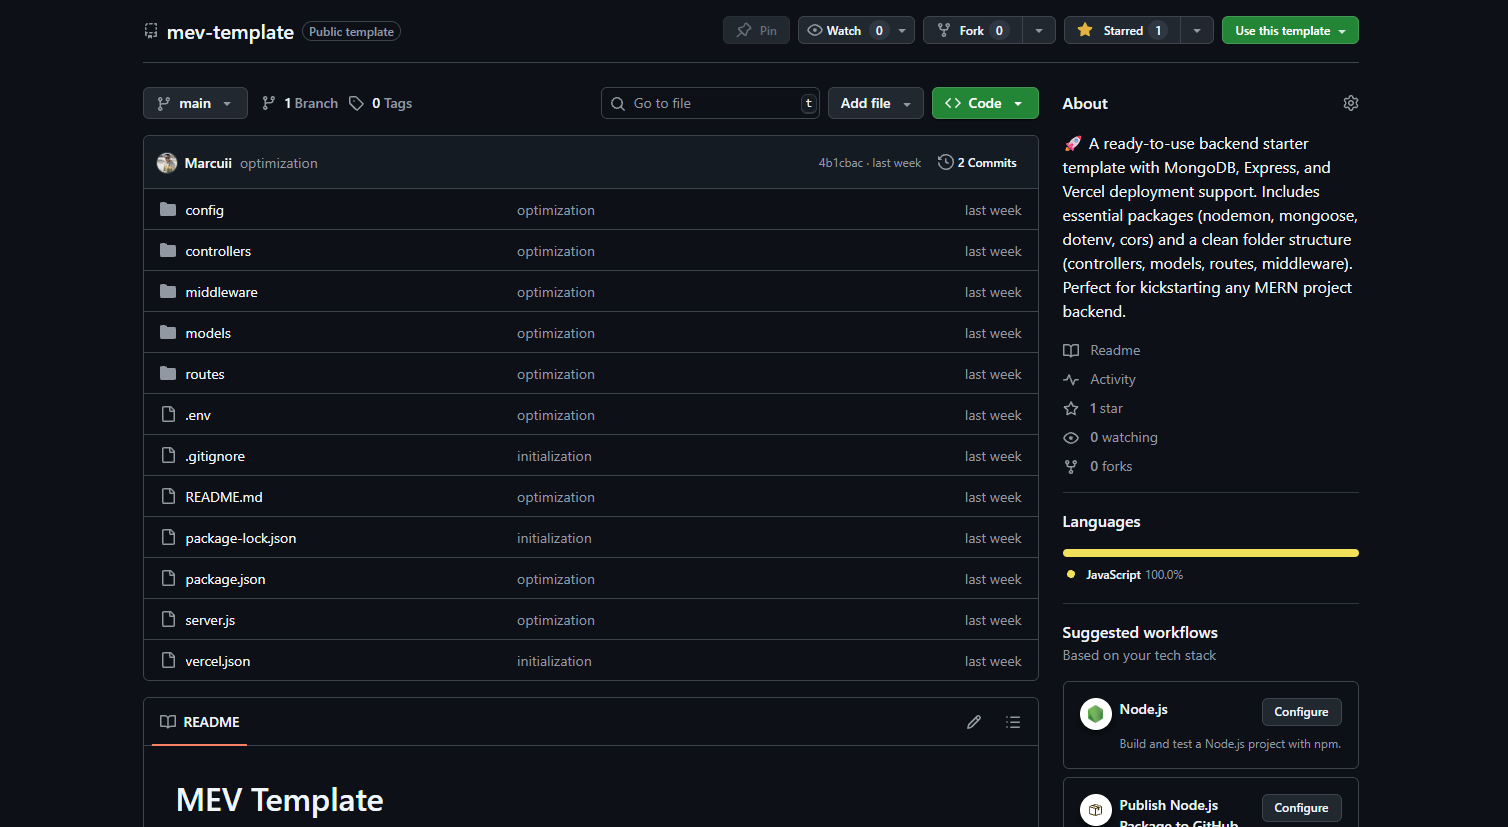 mev-template Public template Pin Watch 0 Fork 0 Starred 1 Use this template
main 1 Branch 0 Tags Go to file t Add file Code
Marcuii optimization 4b1cbac · last week 2 Commits
config optimization last week
controllers optimization last week
middleware optimization last week
models optimization last week
routes optimization last week
.env optimization last week
.gitignore initialization last week
README.md optimization last week
package-lock.json initialization last week
package.json optimization last week
server.js optimization last week
vercel.json initialization last week
README
MEV Template
About
🚀 A ready-to-use backend starter
template with MongoDB, Express, and
Vercel deployment support. Includes
essential packages (nodemon, mongoose,
dotenv, cors) and a clean folder structure
(controllers, models, routes, middleware).
Perfect for kickstarting any MERN project
backend.
Readme
Activity
1 star
0 watching
0 forks
Languages
JavaScript 100.0%
Suggested workflows
Based on your tech stack
Node.js Configure
Build and test a Node.js project with npm.
Publish Node.js Configure
Package to GitHub